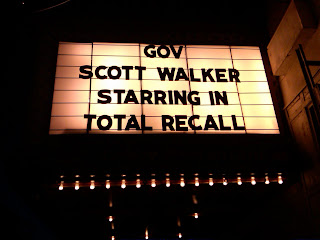 GOV
SCOTT WALKER
STARRING IN
TOTAL RECALL